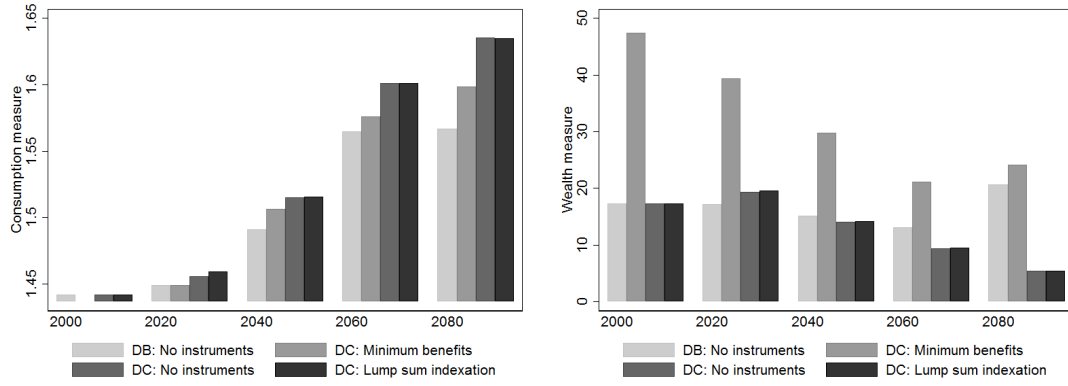 Consumption measure
1.65
1.6
1.55
1.5
1.45
2000 2020 2040 2060 2080
DB: No instruments DC: Minimum benefits
DC: No instruments DC: Lump sum indexation
Wealth measure
50
40
30
20
10
0
2000 2020 2040 2060 2080
DB: No instruments DC: Minimum benefits
DC: No instruments DC: Lump sum indexation